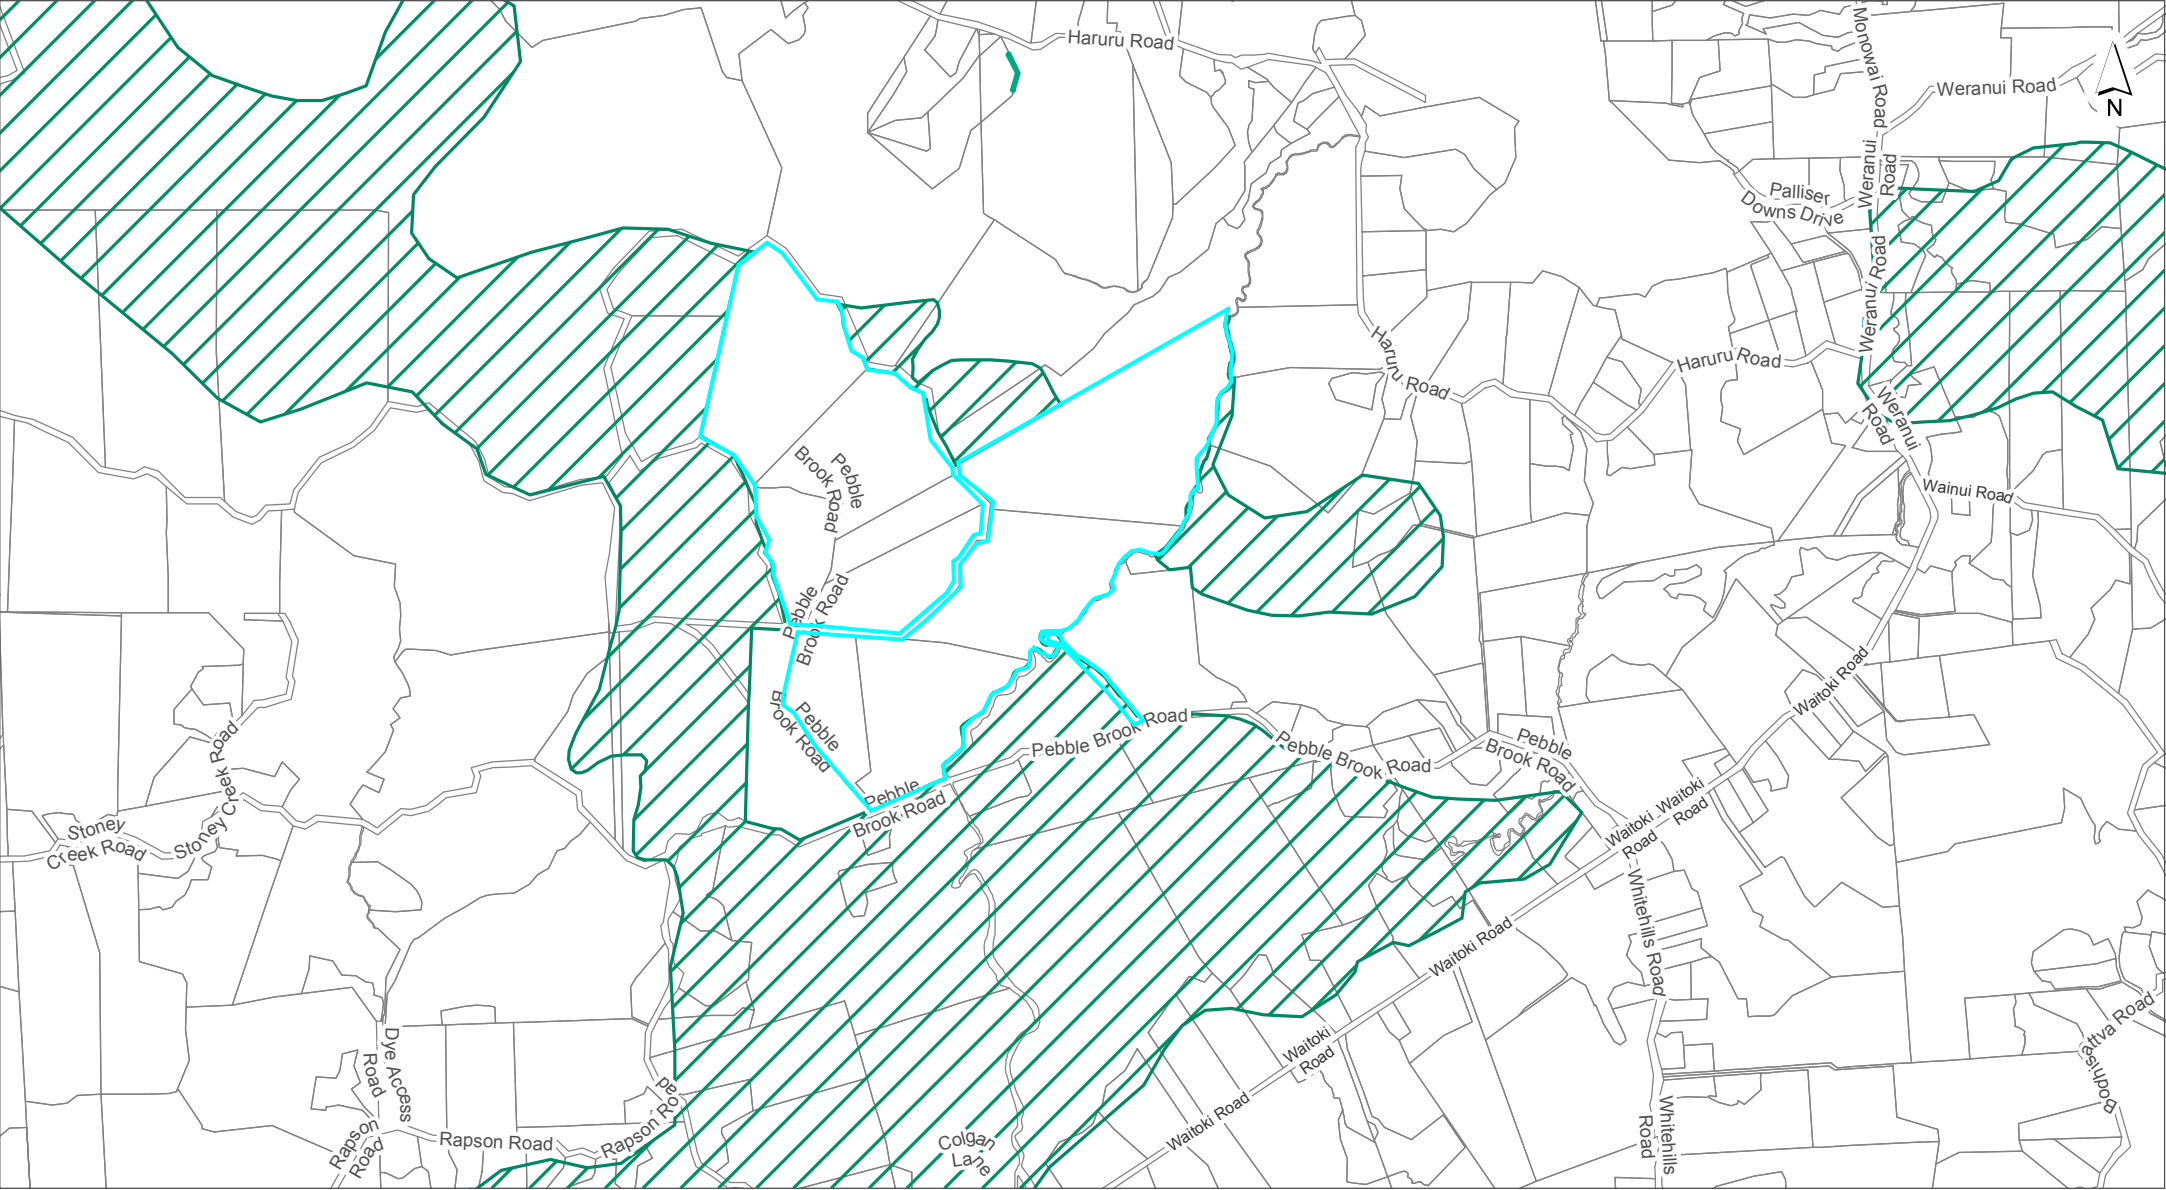 Haruru Road
Monowai Road
Weranui Road
N
Weranui
Road
Palliser
Downs Drive
Weranui Road
Haruru Road
Haruru Road
Weranui
Road
Wainui Road
Pebble
Brook Road
Pebble
Brook Road
Pebble
Brook Road
Pebble Brook Road
Pebble Brook Road
Pebble
Brook Road
Pebble
Brook Road
Waitoki Road
Waitoki
Road
Waitoki
Road
Stoney Creek Road
Stoney
Creek Road
Whitehills Road
Waitoki Road
Waitoki
Road
Waitoki Road
Dye Access
Road
Rapson
Road
Rapson Road
Rapson Road
Colgan
Lane
Whitehills
Road